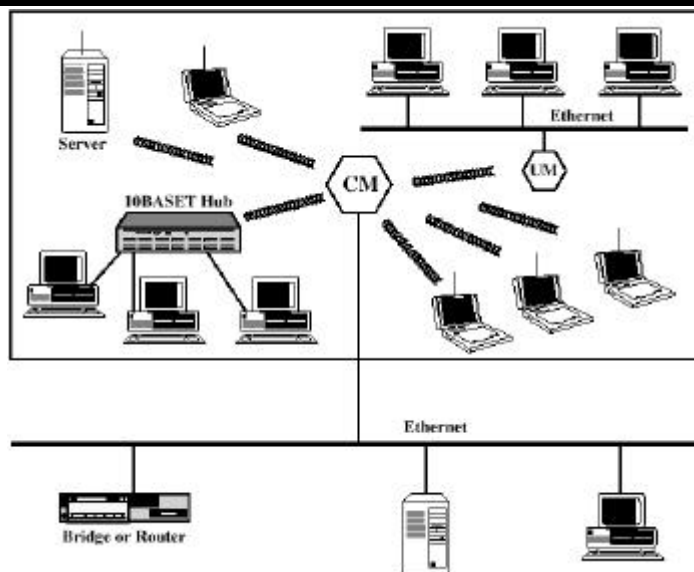 Ethernet
Server
UM
CM
10BASET Hub
Ethernet
Bridge or Router